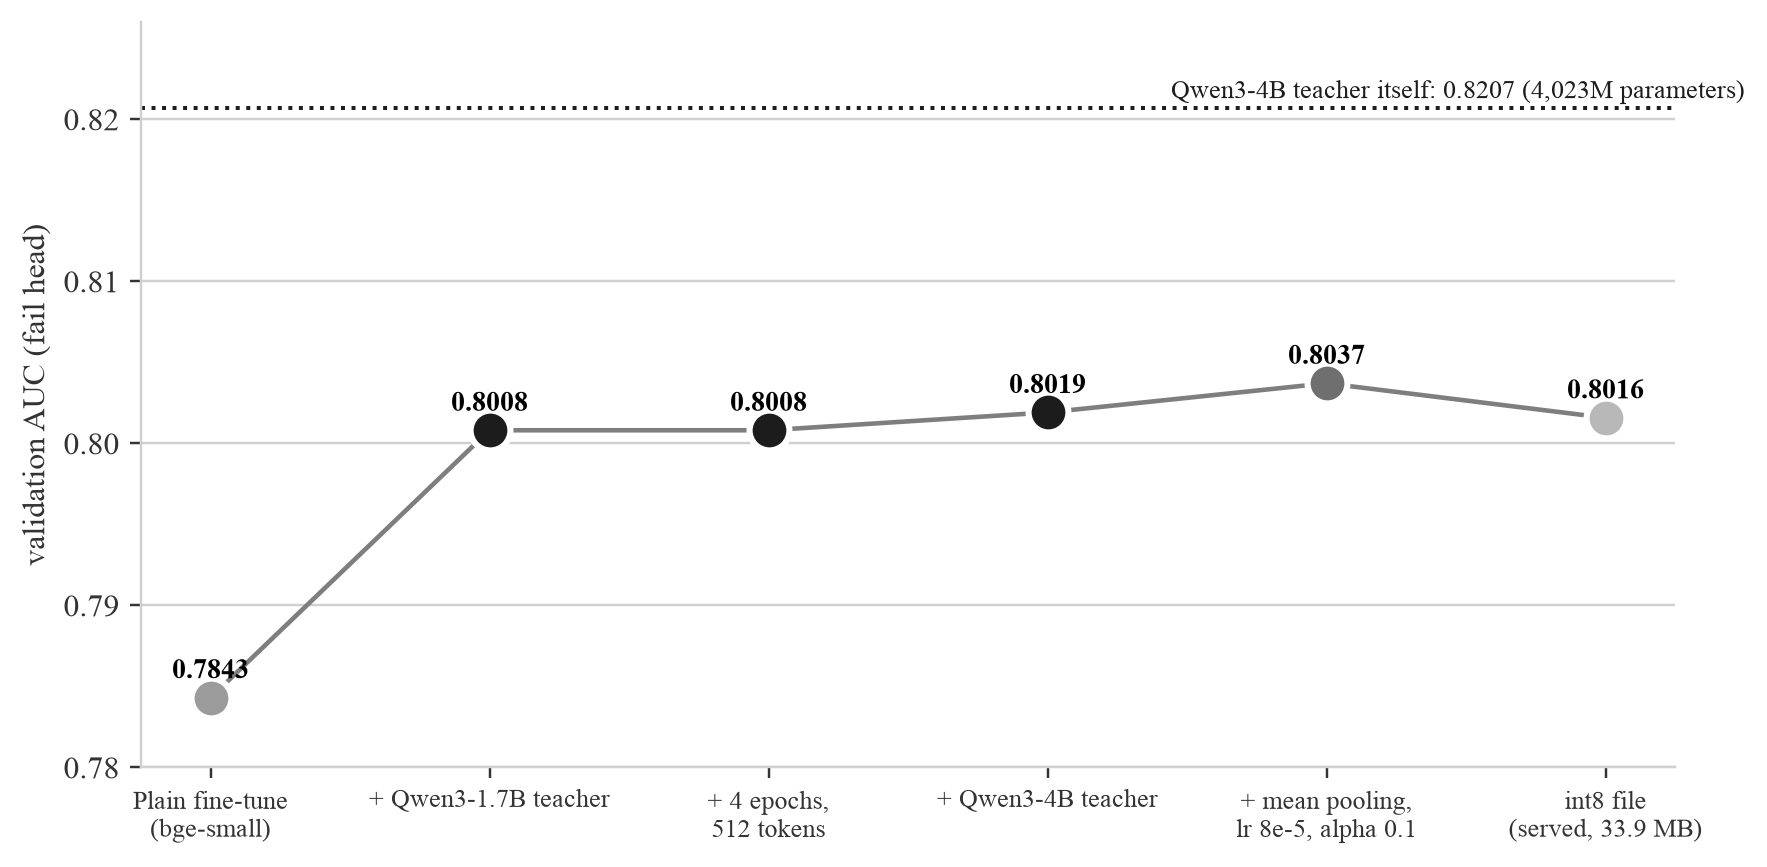 Qwen3-4B teacher itself: 0.8207 (4,023M parameters)
validation AUC (fail head)
0.82
0.81
0.80
0.79
0.78
0.7843
0.8008
0.8008
0.8019
0.8037
0.8016
Plain fine-tune
(bge-small)
+ Qwen3-1.7B teacher
+ 4 epochs,
512 tokens
+ Qwen3-4B teacher
+ mean pooling,
lr 8e-5, alpha 0.1
int8 file
(served, 33.9 MB)